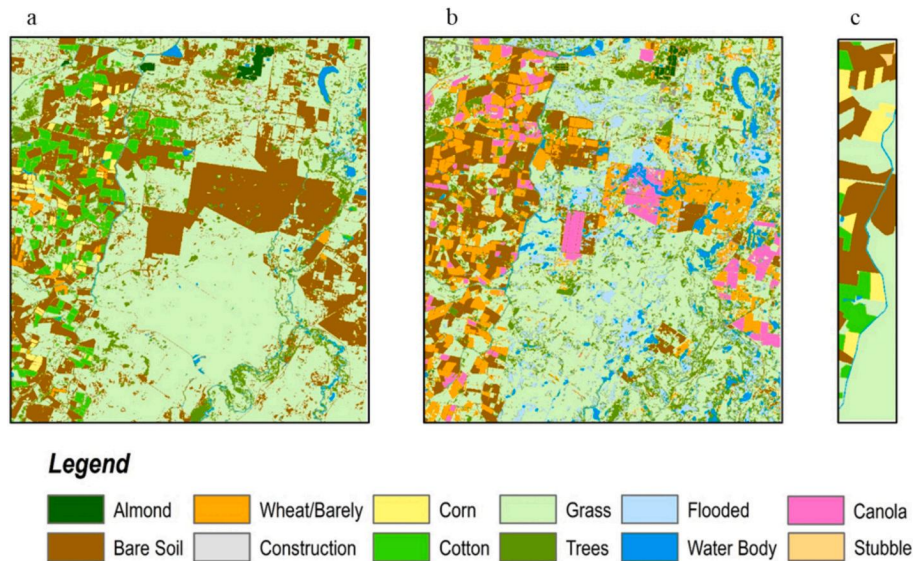 a b c
Legend
Almond Wheat/Barely Corn Grass Flooded Canola
Bare Soil Construction Cotton Trees Water Body Stubble